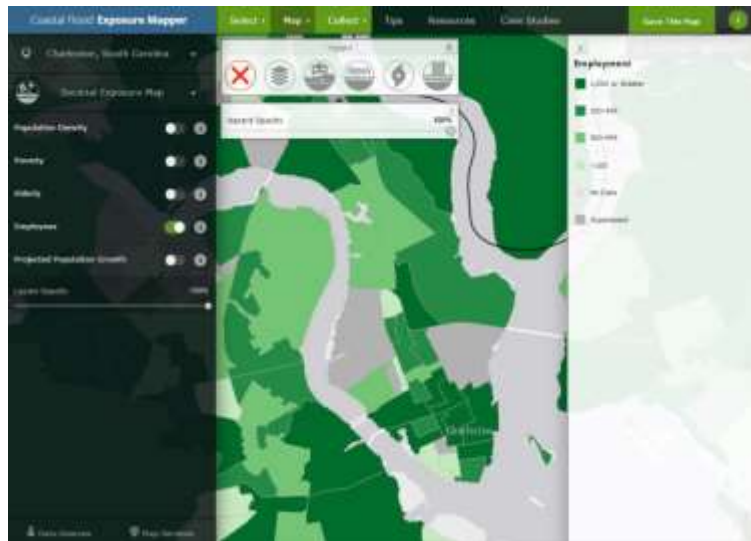 Coastal Flood Exposure Mapper
Select
Map
Collect
Tips
Resources
Case Studies
Save This Map
Charleston, South Carolina
Societal Exposure Map
Population Density
Poverty
Elderly
Employees
Projected Population Growth
Layers Opacity
100%
Data Sources
Map Services
Hazard Opacity
100%
Employment
No Data
Charleston